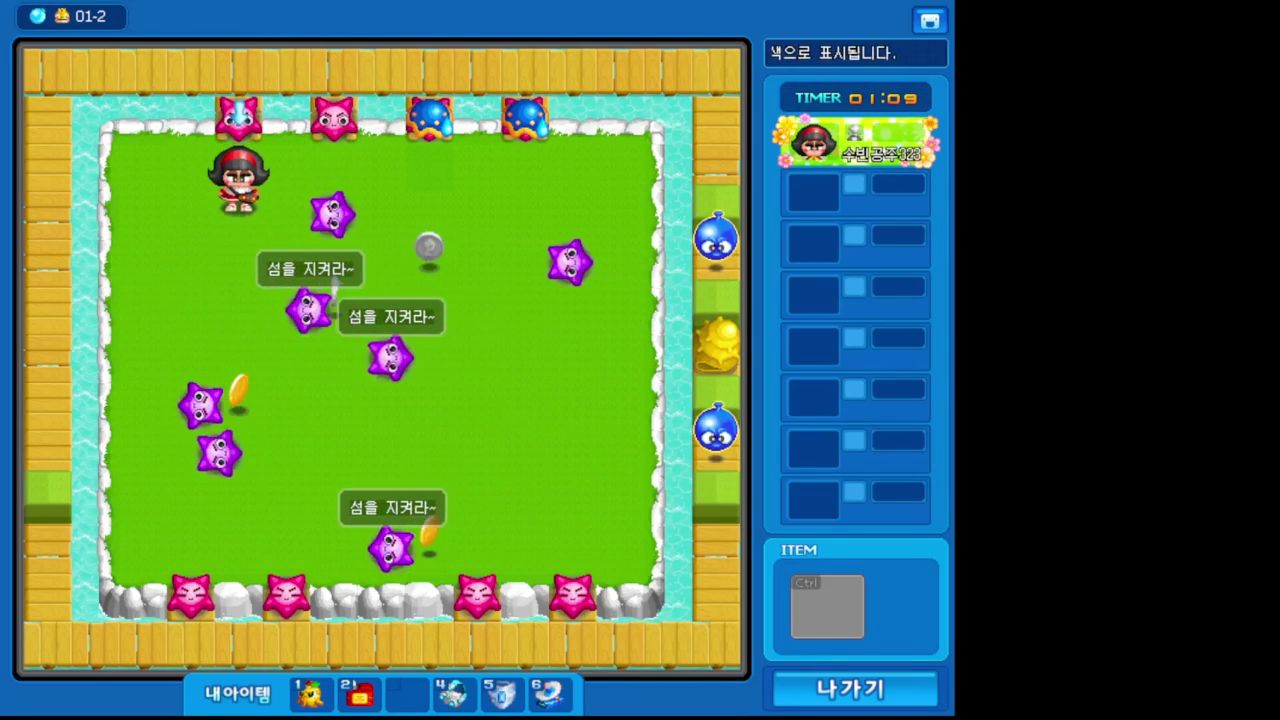 01-2
색으로 표시됩니다.
TIMER 01:09
수빈공주323
섬을 지켜라~
섬을 지켜라~
섬을 지켜라~
ITEM
Ctrl
내아이템
1
2
4
5
6
나가기